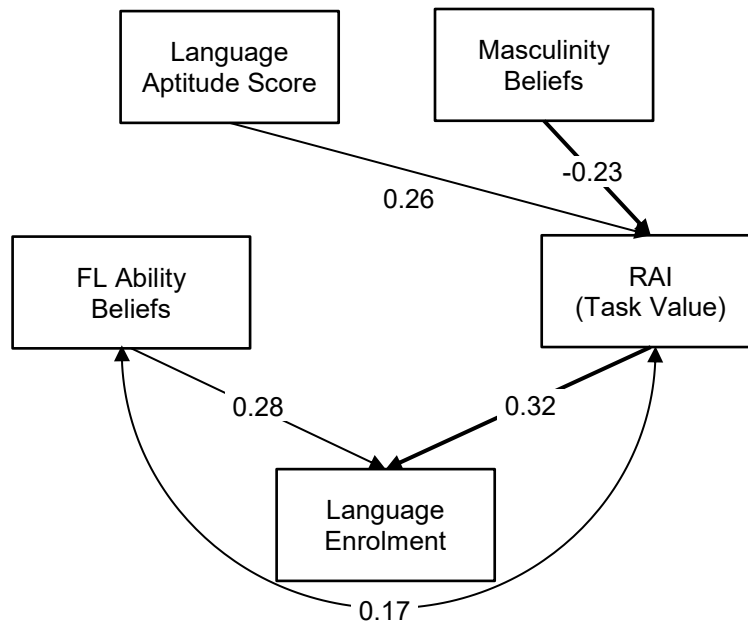 Language
Aptitude Score
Masculinity
Beliefs
-0.23
0.26
FL Ability
Beliefs
RAI
(Task Value)
0.28
0.32
Language
Enrolment
0.17